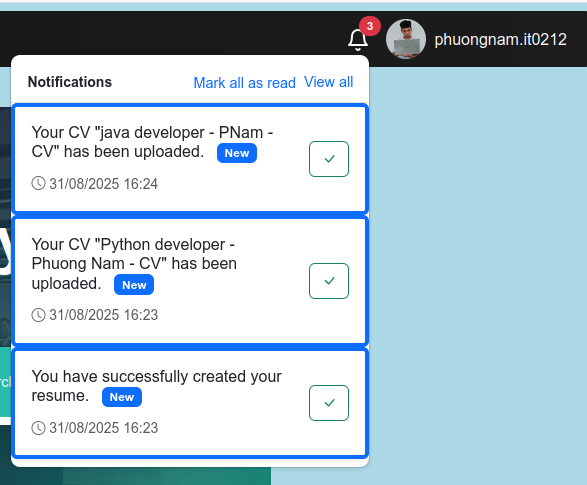 3
phuongnam.it0212
Notifications Mark all as read View all
Your CV "java developer - PNam -
CV" has been uploaded. New
31/08/2025 16:24
Your CV "Python developer -
Phuong Nam - CV" has been
uploaded. New
31/08/2025 16:23
You have successfully created your
resume. New
31/08/2025 16:23